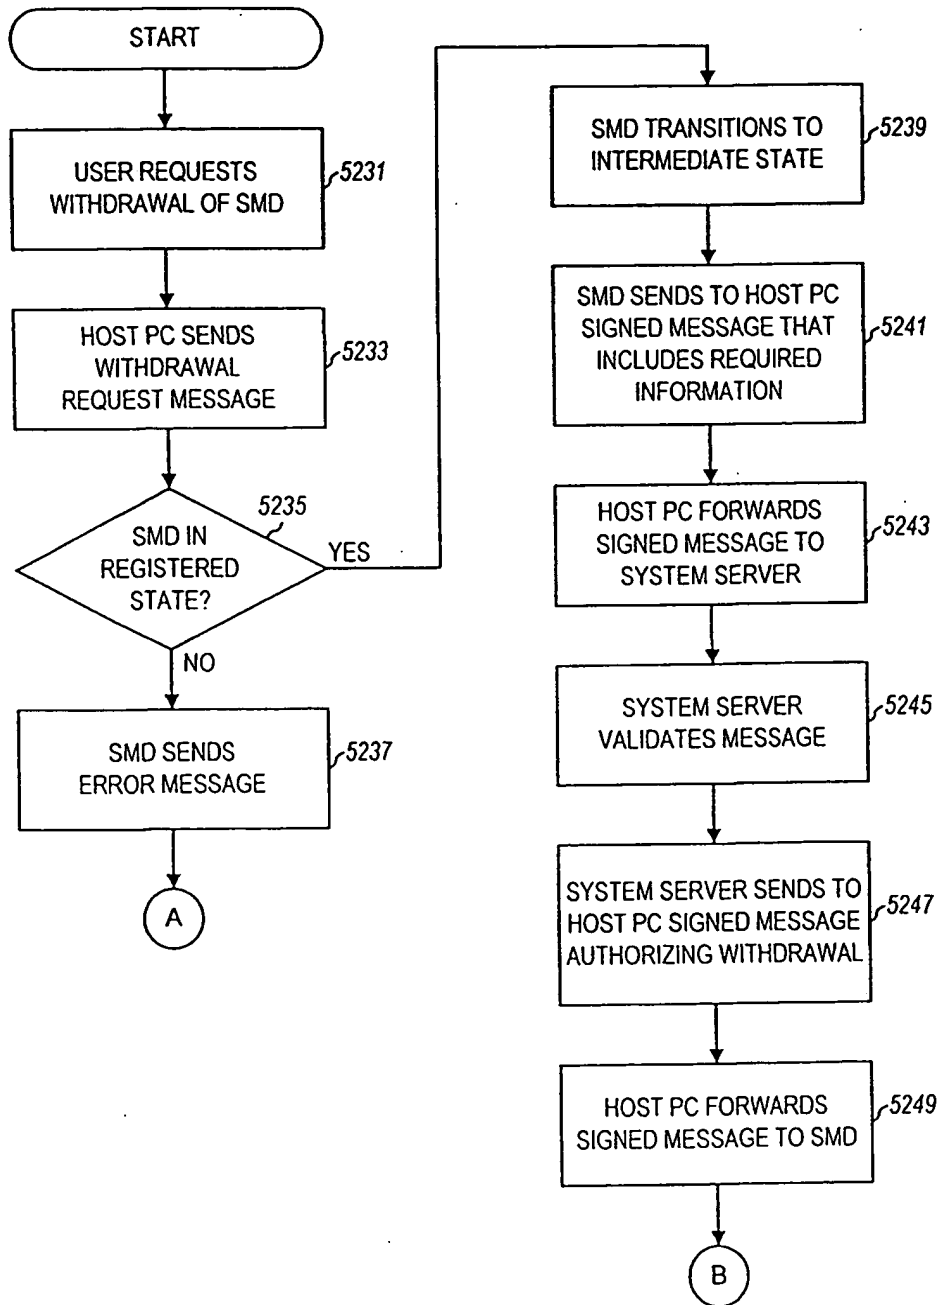 START
USER REQUESTS
WITHDRAWAL OF SMD
5231
HOST PC SENDS
WITHDRAWAL
REQUEST MESSAGE
5233
SMD IN
REGISTERED
STATE?
5235
YES
NO
SMD SENDS
ERROR MESSAGE
5237
A
SMD TRANSITIONS TO
INTERMEDIATE STATE
5239
SMD SENDS TO HOST PC
SIGNED MESSAGE THAT
INCLUDES REQUIRED
INFORMATION
5241
HOST PC FORWARDS
SIGNED MESSAGE TO
SYSTEM SERVER
5243
SYSTEM SERVER
VALIDATES MESSAGE
5245
SYSTEM SERVER SENDS TO
HOST PC SIGNED MESSAGE
AUTHORIZING WITHDRAWAL
5247
HOST PC FORWARDS
SIGNED MESSAGE TO SMD
5249
B